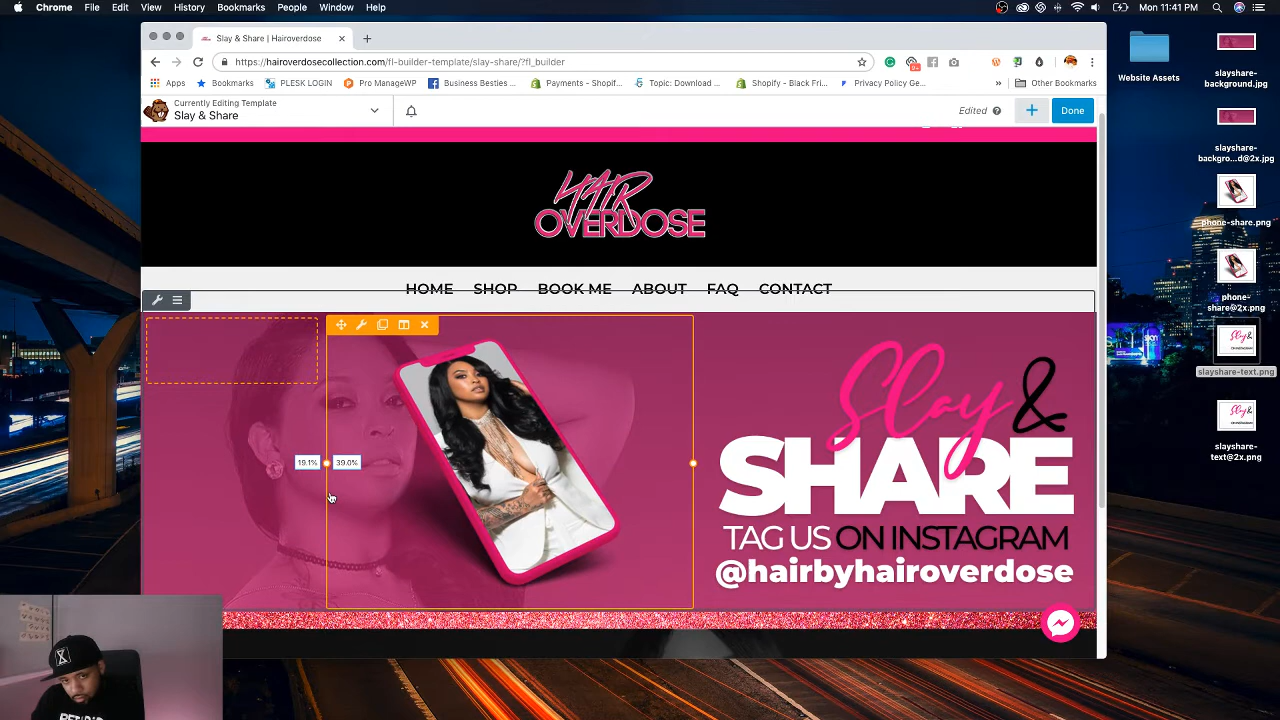 Chrome File Edit View History Bookmarks People Window Help
Mon 11:41 PM
Slay & Share | Hairoverdose
https://hairoverdosecollection.com/fl-builder-template/slay-share/?fl_builder
Apps Bookmarks PLESK LOGIN Pro ManageWP Business Besties -... Payments - Shopif... Topic: Download ... Shopify - Black Fri... Privacy Policy Ge... » Other Bookmarks
Currently Editing Template
Slay & Share
Edited
Done
HAIR
OVERDOSE
HOME SHOP BOOK ME ABOUT FAQ CONTACT
19.1% 39.0%
Slay &
SHARE
TAG US ON INSTAGRAM
@hairbyhairoverdose
Website Assets
slayshare-
background.jpg
slayshare-
backgro...d@2x.jpg
phone-share.png
phone-
share@2x.png
slayshare-text.png
slayshare-
text@2x.png